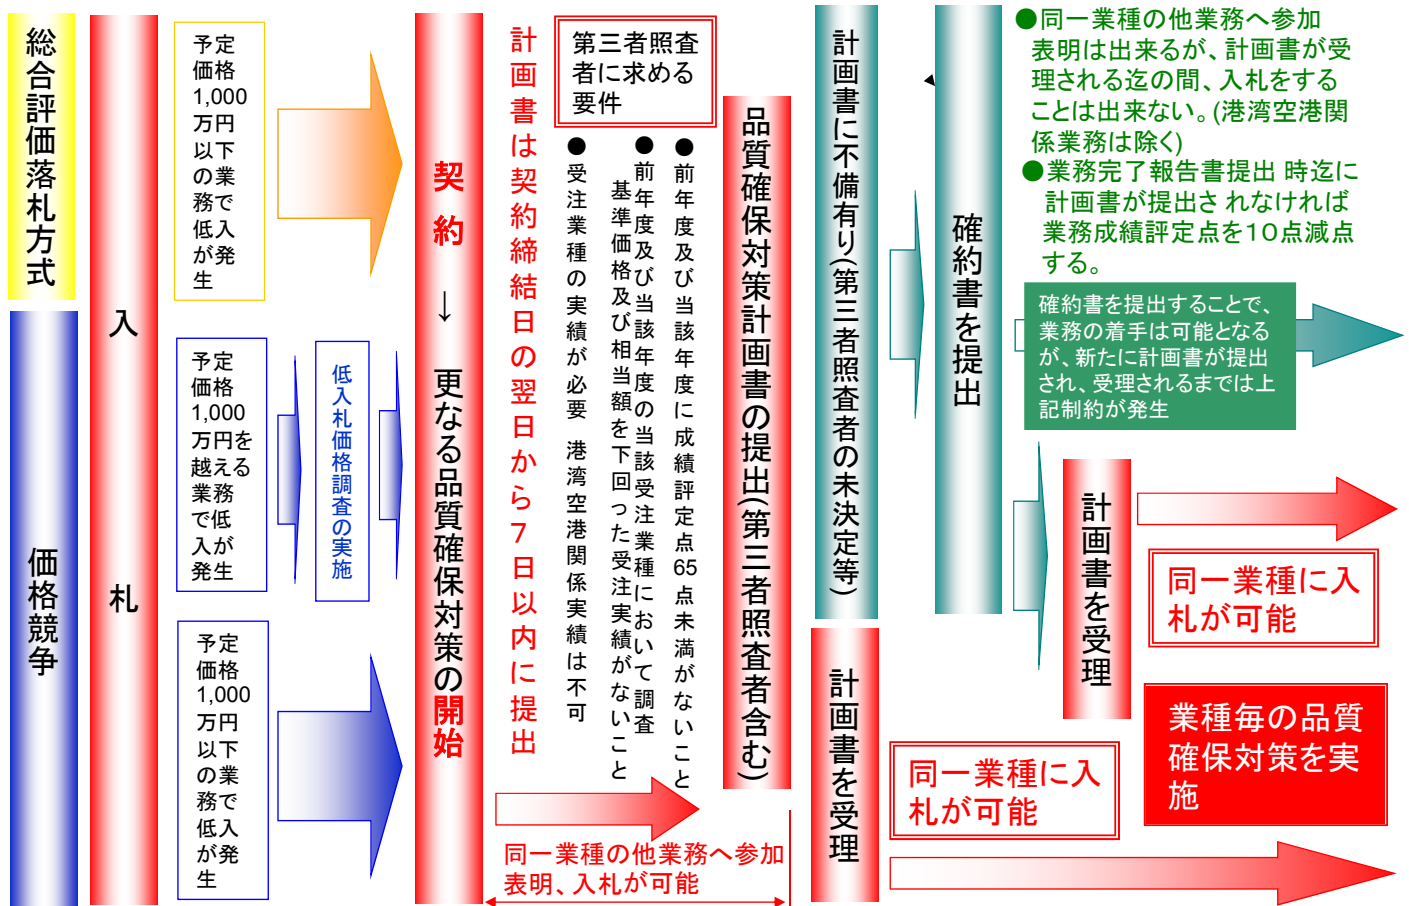 総合評価落札方式
価格競争
入札
予定
価格
1,000
万円
以下
の業
務で
低入
が発
生
予定
価格
1,000
万円を
越える
業務
で低
入が
発生
低入札価格調査の実施
予定
価格
1,000
万円
以下
の業
務で
低入
が発
生
契約 → 更なる品質確保対策の開始
計画書は契約締結日の翌日から7日以内に提出
第三者照査
者に求める
要件
●前年度及び当該年度に成績評定点65点未満がないこと
●前年度及び当該年度の当該受注業種において調査
基準価格及び相当額を下回った受注実績がないこと
●受注業種の実績が必要 港湾空港関係実績は不可
同一業種の他業務へ参加
表明、入札が可能
品質確保対策計画書の提出(第三者照査者含む)
計画書に不備有り(第三者照査者の未決定等)
計画書を受理
確約書を提出
●同一業種の他業務へ参加
表明は出来るが、計画書が受
理される迄の間、入札をする
ことは出来ない。(港湾空港関
係業務は除く)
●業務完了報告書提出 時迄に
計画書が提出さ れなければ
業務成績評定点を10点減点
する。
確約書を提出することで、
業務の着手は可能となる
が、新たに計画書が提出
され、受理されるまでは上
記制約が発生
計画書を受理
同一業種に入
札が可能
同一業種に入
札が可能
業種毎の品質
確保対策を実
施